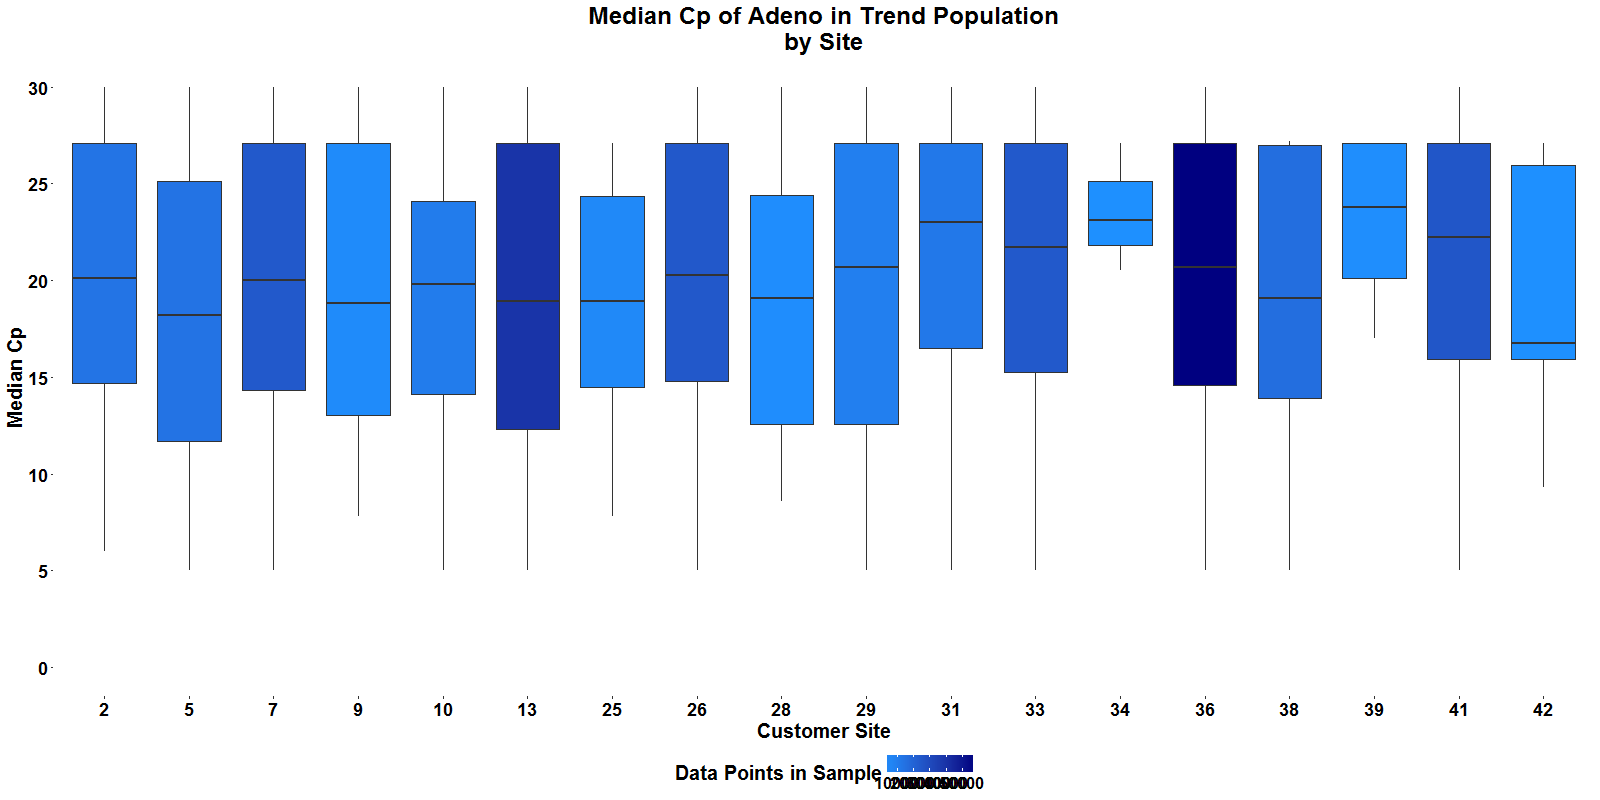 Median Cp of Adeno in Trend Population
by Site
30
25
20
15
10
5
0
Median Cp
2 5 7 9 10 13 25 26 28 29 31 33 34 36 38 39 41 42
Customer Site
Data Points in Sample